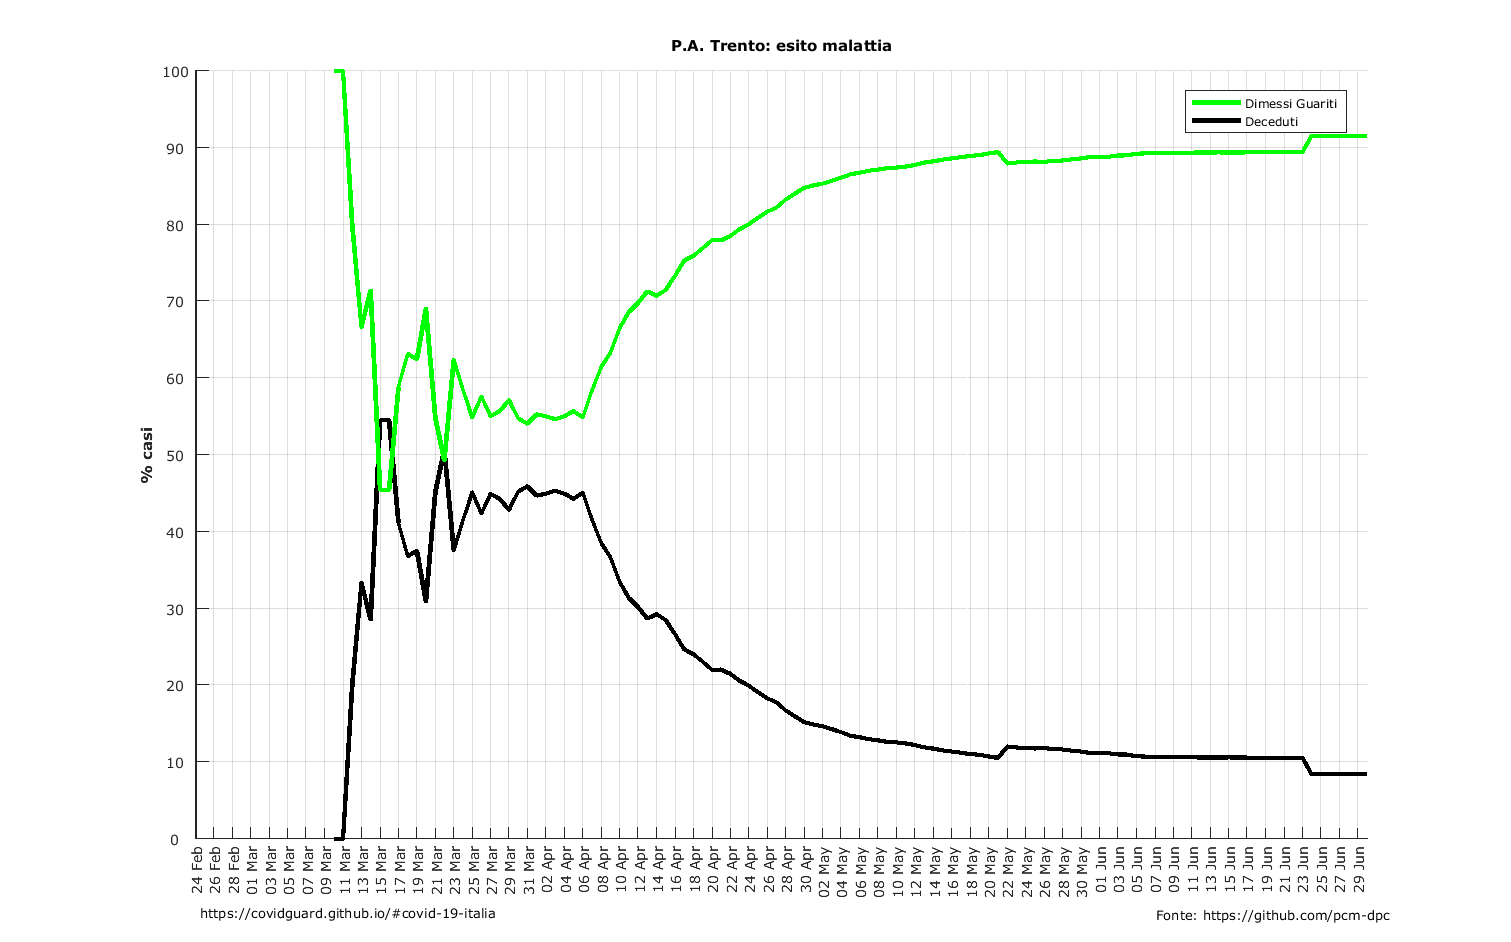 P.A. Trento: esito malattia
Dimessi Guariti
Deceduti
% casi
100
90
80
70
60
50
40
30
20
10
0
24 Feb
26 Feb
28 Feb
01 Mar
03 Mar
05 Mar
07 Mar
09 Mar
11 Mar
13 Mar
15 Mar
17 Mar
19 Mar
21 Mar
23 Mar
25 Mar
27 Mar
29 Mar
31 Mar
02 Apr
04 Apr
06 Apr
08 Apr
10 Apr
12 Apr
14 Apr
16 Apr
18 Apr
20 Apr
22 Apr
24 Apr
26 Apr
28 Apr
30 Apr
02 May
04 May
06 May
08 May
10 May
12 May
14 May
16 May
18 May
20 May
22 May
24 May
26 May
28 May
30 May
01 Jun
03 Jun
05 Jun
07 Jun
09 Jun
11 Jun
13 Jun
15 Jun
17 Jun
19 Jun
21 Jun
23 Jun
25 Jun
27 Jun
29 Jun
https://covidguard.github.io/#covid-19-italia
Fonte: https://github.com/pcm-dpc